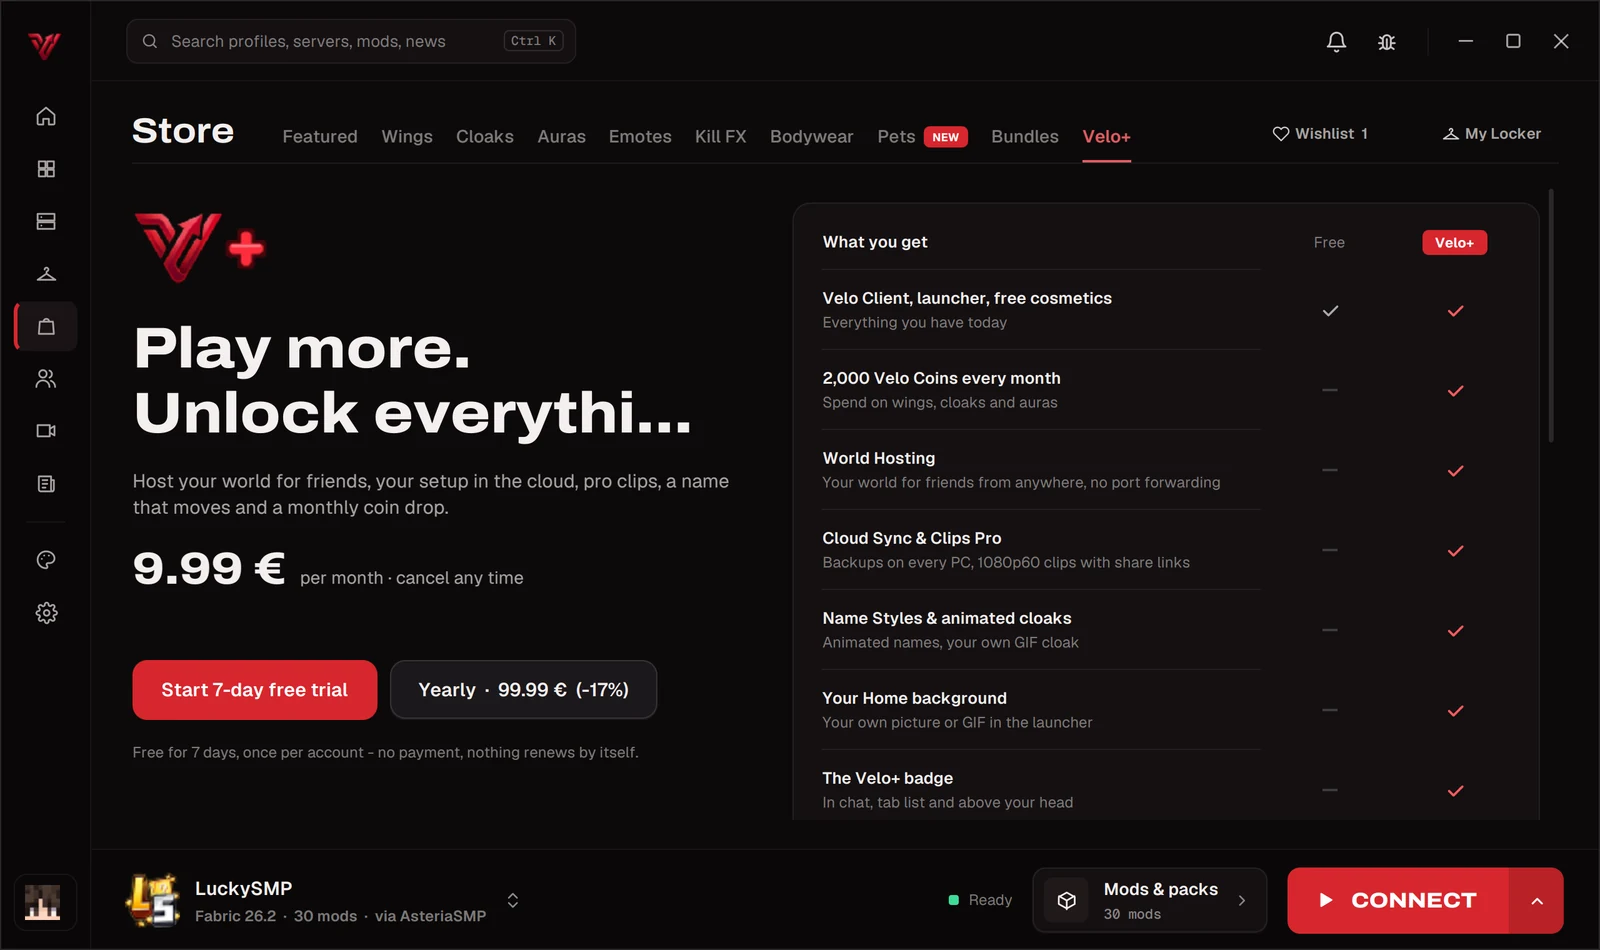 Search profiles, servers, mods, news
Ctrl K
Store
Featured
Wings
Cloaks
Auras
Emotes
Kill FX
Bodywear
Pets
NEW
Bundles
Velo+
Wishlist 1
My Locker
Play more.
Unlock everythi...
Host your world for friends, your setup in the cloud, pro clips, a name
that moves and a monthly coin drop.
9.99 € per month · cancel any time
Start 7-day free trial
Yearly · 99.99 € (-17%)
Free for 7 days, once per account - no payment, nothing renews by itself.
What you get
Free
Velo+
Velo Client, launcher, free cosmetics
Everything you have today
2,000 Velo Coins every month
Spend on wings, cloaks and auras
World Hosting
Your world for friends from anywhere, no port forwarding
Cloud Sync & Clips Pro
Backups on every PC, 1080p60 clips with share links
Name Styles & animated cloaks
Animated names, your own GIF cloak
Your Home background
Your own picture or GIF in the launcher
The Velo+ badge
In chat, tab list and above your head
LuckySMP
Fabric 26.2 · 30 mods · via AsteriaSMP
Ready
Mods & packs
30 mods
CONNECT